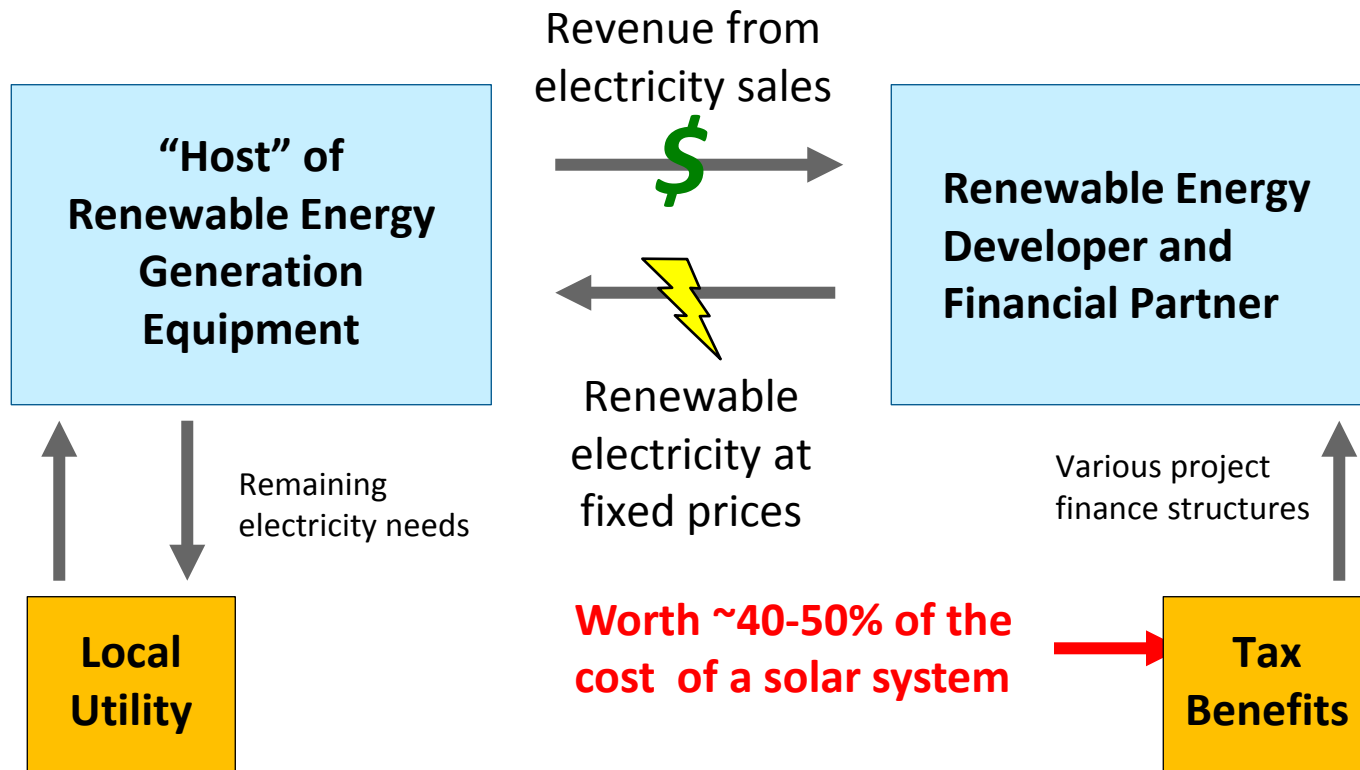 Revenue from
electricity sales
“Host” of
Renewable Energy
Generation
Equipment
$
Renewable Energy
Developer and
Financial Partner
Renewable
electricity at
fixed prices
Remaining
electricity needs
Various project
finance structures
Local
Utility
Worth ~40-50% of the
cost  of a solar system
Tax
Benefits